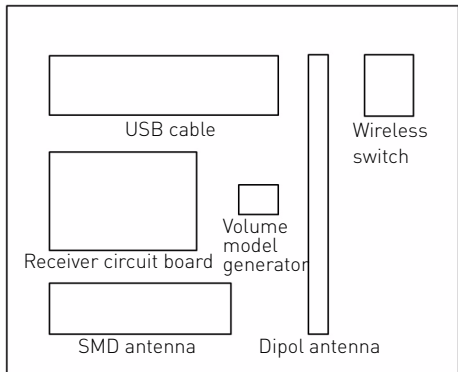 USB cable
Wireless
switch
Volume
model
generator
Receiver circuit board
SMD antenna
Dipol antenna